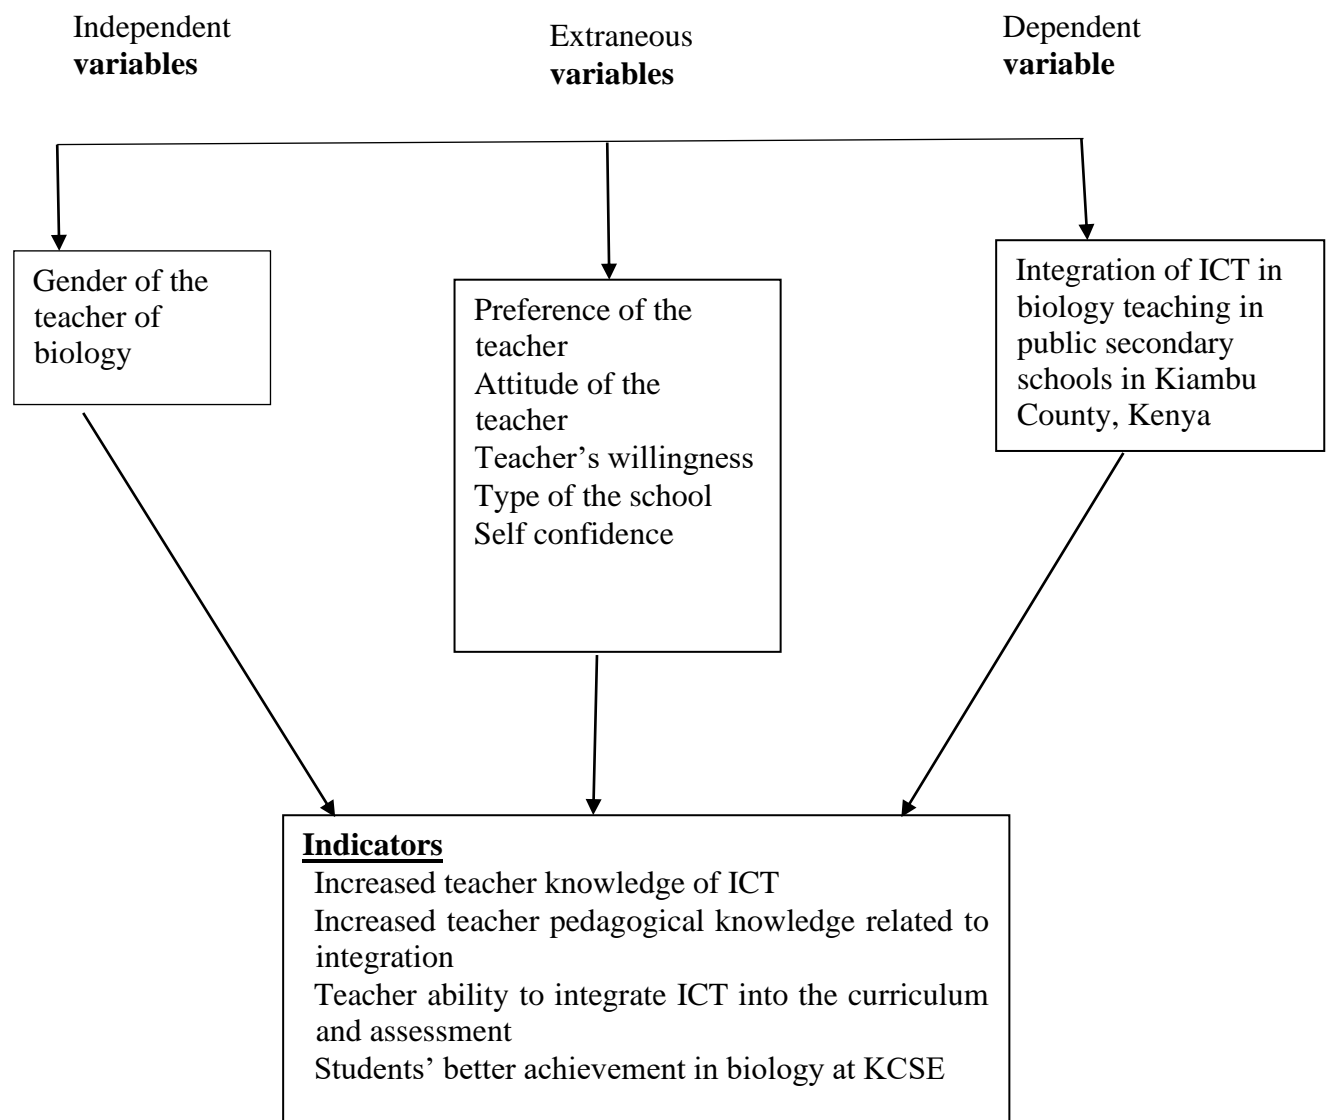 Independent
variables
Extraneous
variables
Dependent
variable
Gender of the
teacher of
biology
Preference of the
teacher
Attitude of the
teacher
Teacher’s willingness
Type of the school
Self confidence
Integration of ICT in
biology teaching in
public secondary
schools in Kiambu
County, Kenya
Indicators
Increased teacher knowledge of ICT
Increased teacher pedagogical knowledge related to
integration
Teacher ability to integrate ICT into the curriculum
and assessment
Students’ better achievement in biology at KCSE